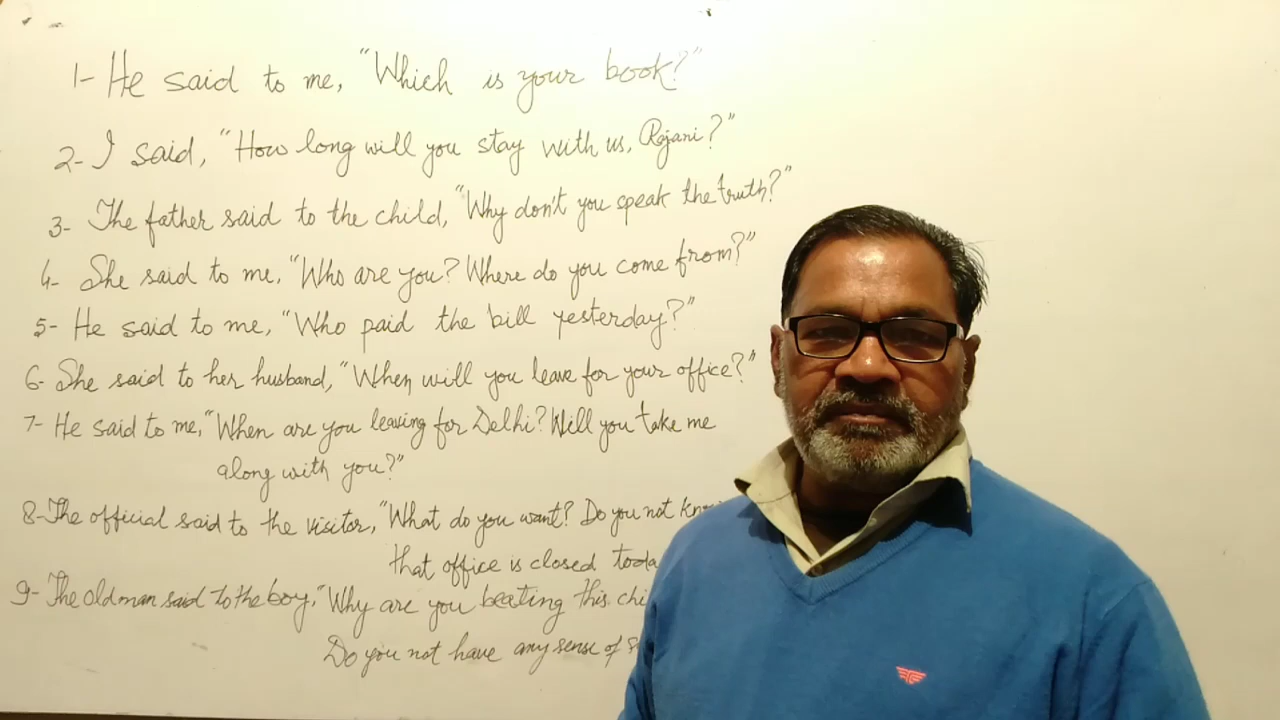 1- He said to me, "Which is your book?"
2- I said, "How long will you stay with us, Rajani?"
3- The father said to the child, "Why don't you speak the truth?"
4- She said to me, "Who are you? Where do you come from?"
5- He said to me, "Who paid the bill yesterday?"
6- She said to her husband, "When will you leave for your office?"
7- He said to me, "When are you leaving for Delhi? Will you take me
along with you?"
8- The official said to the visitor, "What do you want? Do you not
that office is closed
9- The old man said to the boy, "Why are you beating this
Do you not have any sense of